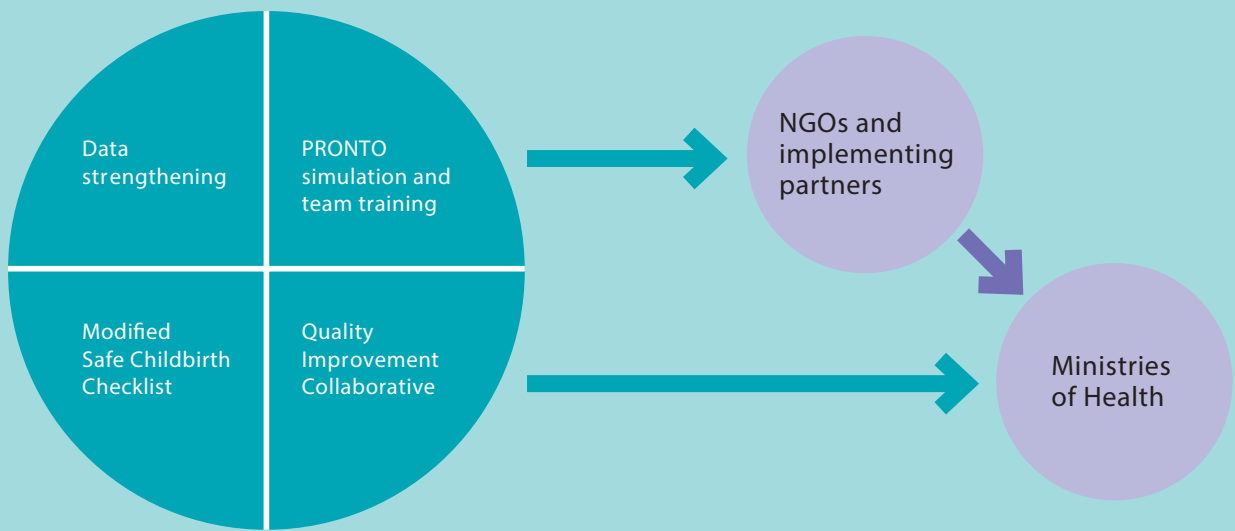 Data
strengthening
PRONTO
simulation and
team training
Modified
Safe Childbirth
Checklist
Quality
Improvement
Collaborative
NGOs and
implementing
partners
Ministries
of Health